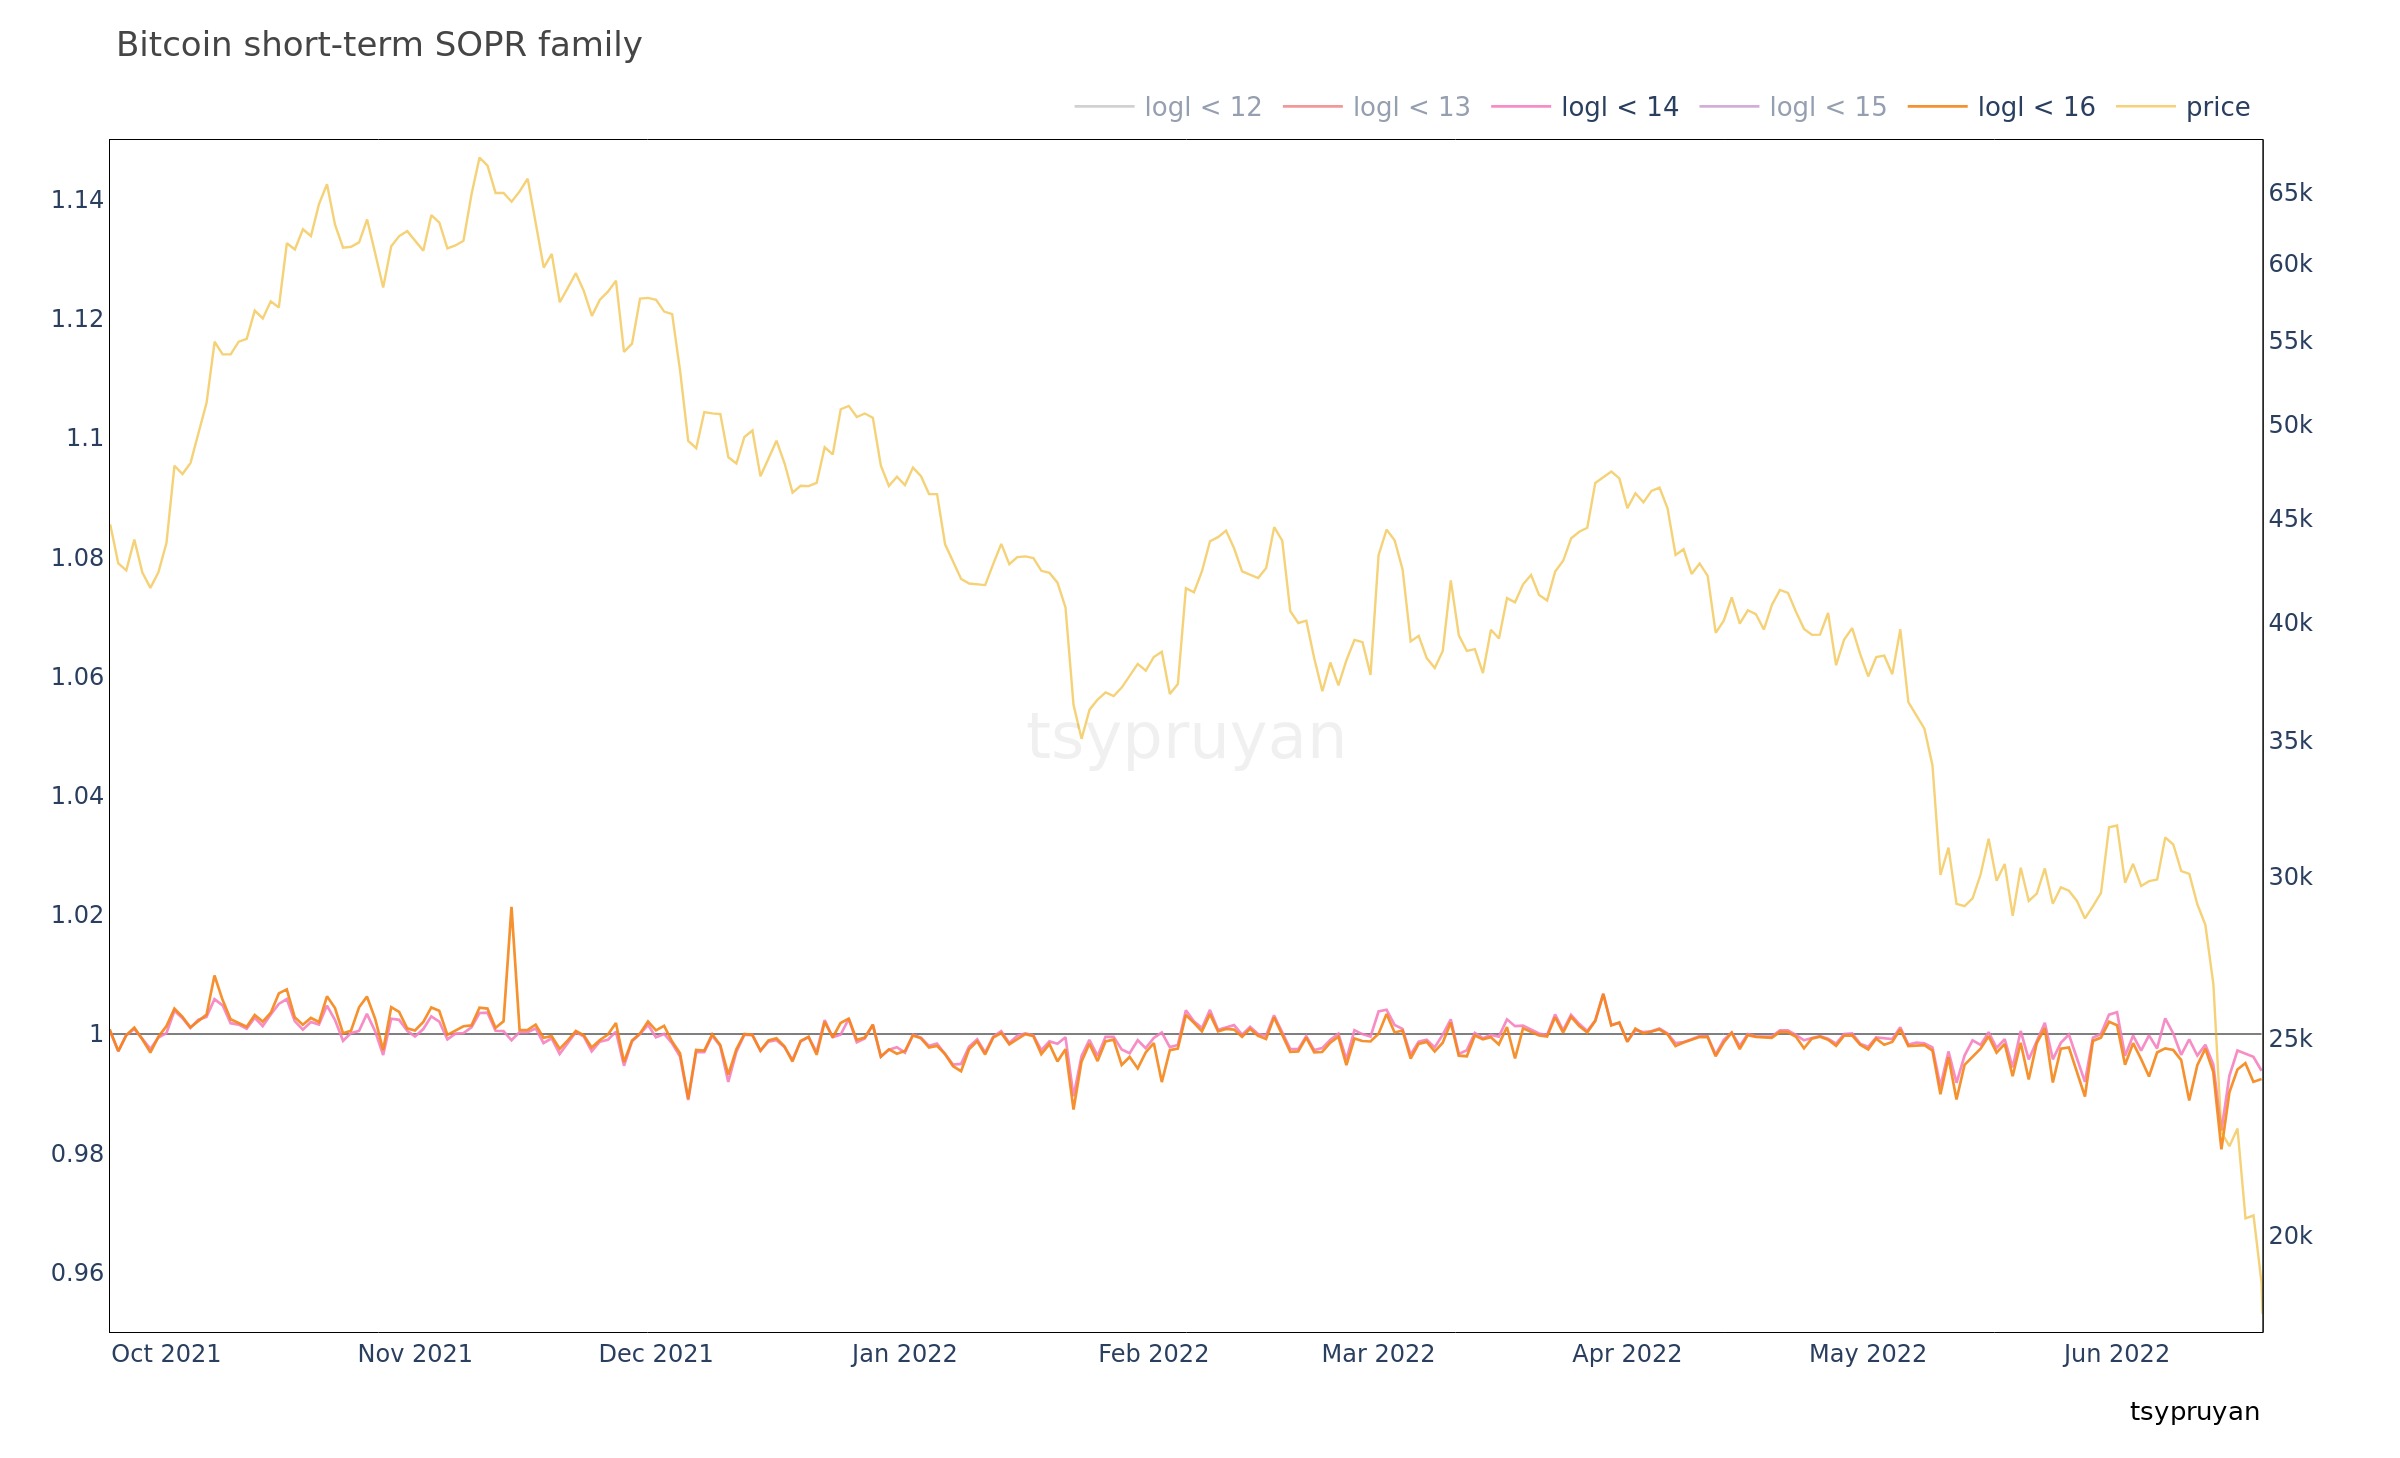 Bitcoin short-term SOPR family
logl < 12 logl < 13 logl < 14 logl < 15 logl < 16 price
1.14
1.12
1.1
1.08
1.06
1.04
1.02
1
0.98
0.96
65k
60k
55k
50k
45k
40k
35k
30k
25k
20k
tsypruyan
Oct 2021 Nov 2021 Dec 2021 Jan 2022 Feb 2022 Mar 2022 Apr 2022 May 2022 Jun 2022
tsypruyan